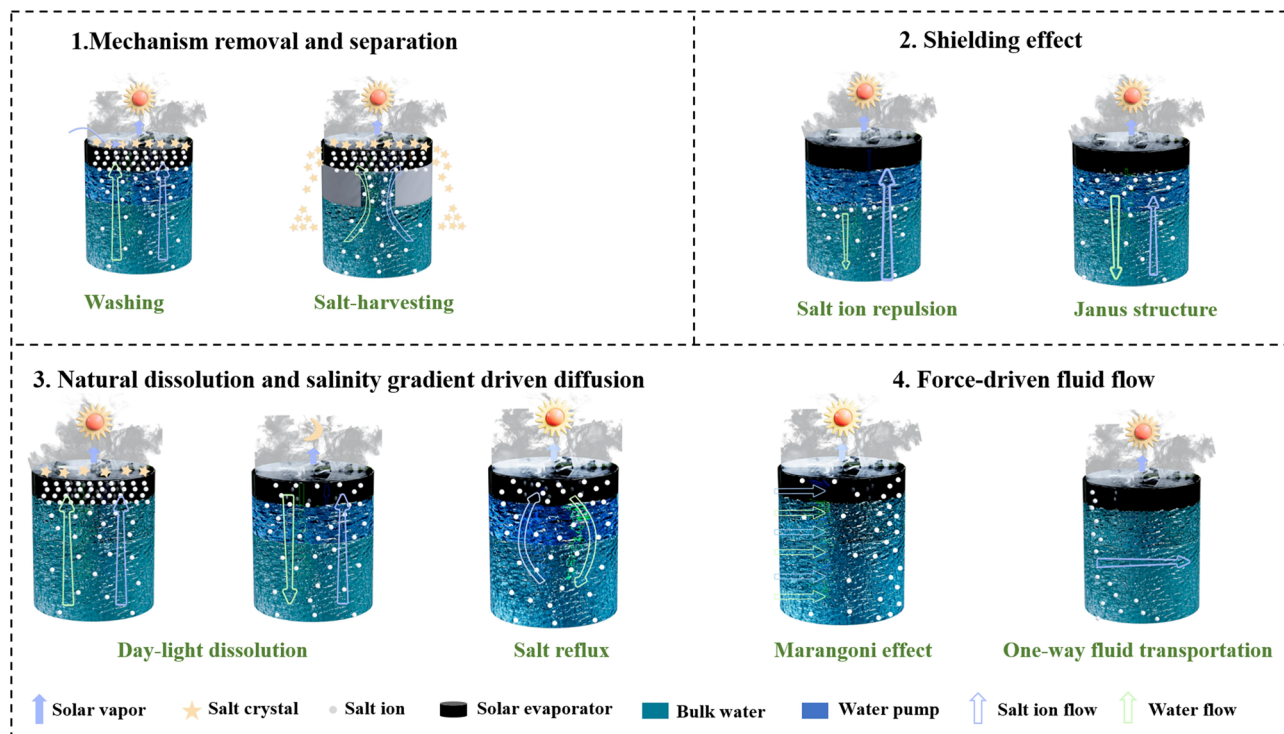 1.Mechanism removal and separation
2. Shielding effect
Washing
Salt-harvesting
Salt ion repulsion
Janus structure
3. Natural dissolution and salinity gradient driven diffusion
4. Force-driven fluid flow
Day-light dissolution
Salt reflux
Marangoni effect
One-way fluid transportation
Solar vapor
Salt crystal
Salt ion
Solar evaporator
Bulk water
Water pump
Salt ion flow
Water flow